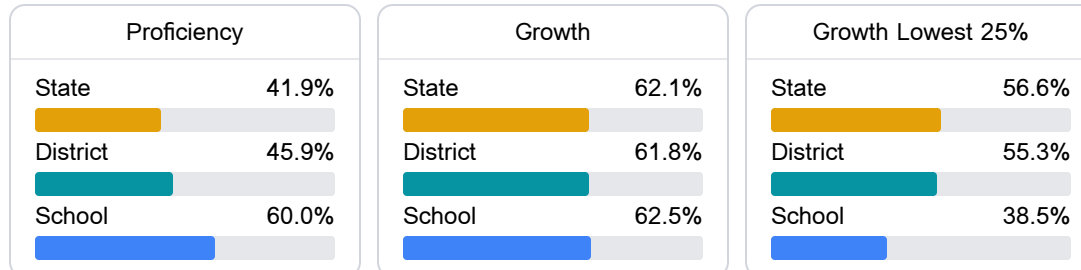 Proficiency
State 41.9%
District 45.9%
School 60.0%
Growth
State 62.1%
District 61.8%
School 62.5%
Growth Lowest 25%
State 56.6%
District 55.3%
School 38.5%